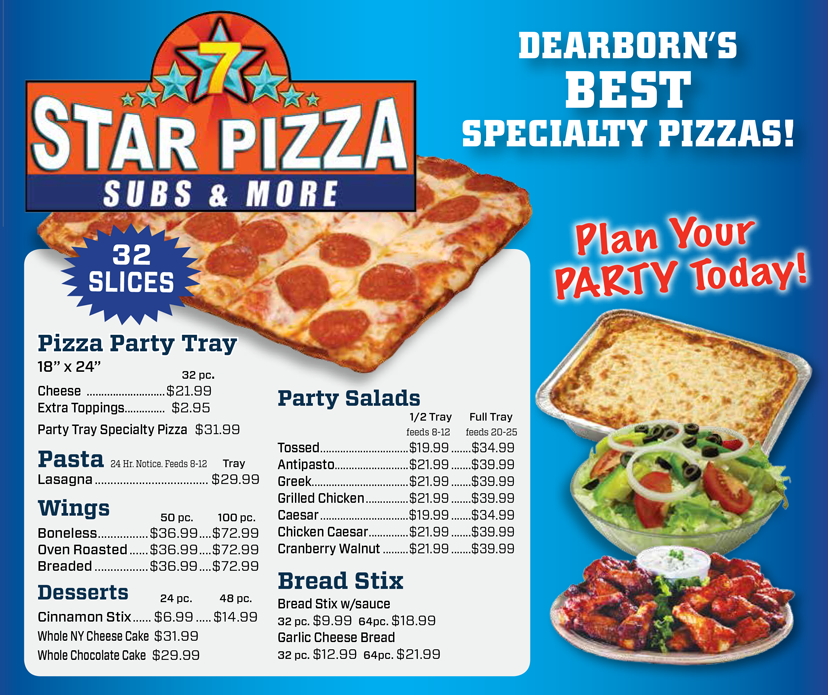 7
STAR PIZZA
SUBS & MORE
DEARBORN'S
BEST
SPECIALTY PIZZAS!
32
SLICES
Plan Your
PARTY Today!
Pizza Party Tray
18” x 24”
32 pc.
Cheese ..........................$21.99
Extra Toppings.............. $2.95
Party Tray Specialty Pizza $31.99
Pasta 24 Hr. Notice. Feeds 8-12 Tray
Lasagna................................... $29.99
Wings
50 pc. 100 pc.
Boneless...............$36.99....$72.99
Oven Roasted ......$36.99....$72.99
Breaded ................$36.99....$72.99
Desserts 24 pc. 48 pc.
Cinnamon Stix...... $6.99 ..... $14.99
Whole NY Cheese Cake $31.99
Whole Chocolate Cake $29.99
Party Salads
1/2 Tray Full Tray
feeds 8-12 feeds 20-25
Tossed............................$19.99......$34.99
Antipasto.......................$21.99......$39.99
Greek..............................$21.99......$39.99
Grilled Chicken.............$21.99......$39.99
Caesar............................$19.99......$34.99
Chicken Caesar............$21.99......$39.99
Cranberry Walnut ........$21.99......$39.99
Bread Stix
Bread Stix w/sauce
32 pc. $9.99 64pc. $18.99
Garlic Cheese Bread
32 pc. $12.99 64pc. $21.99